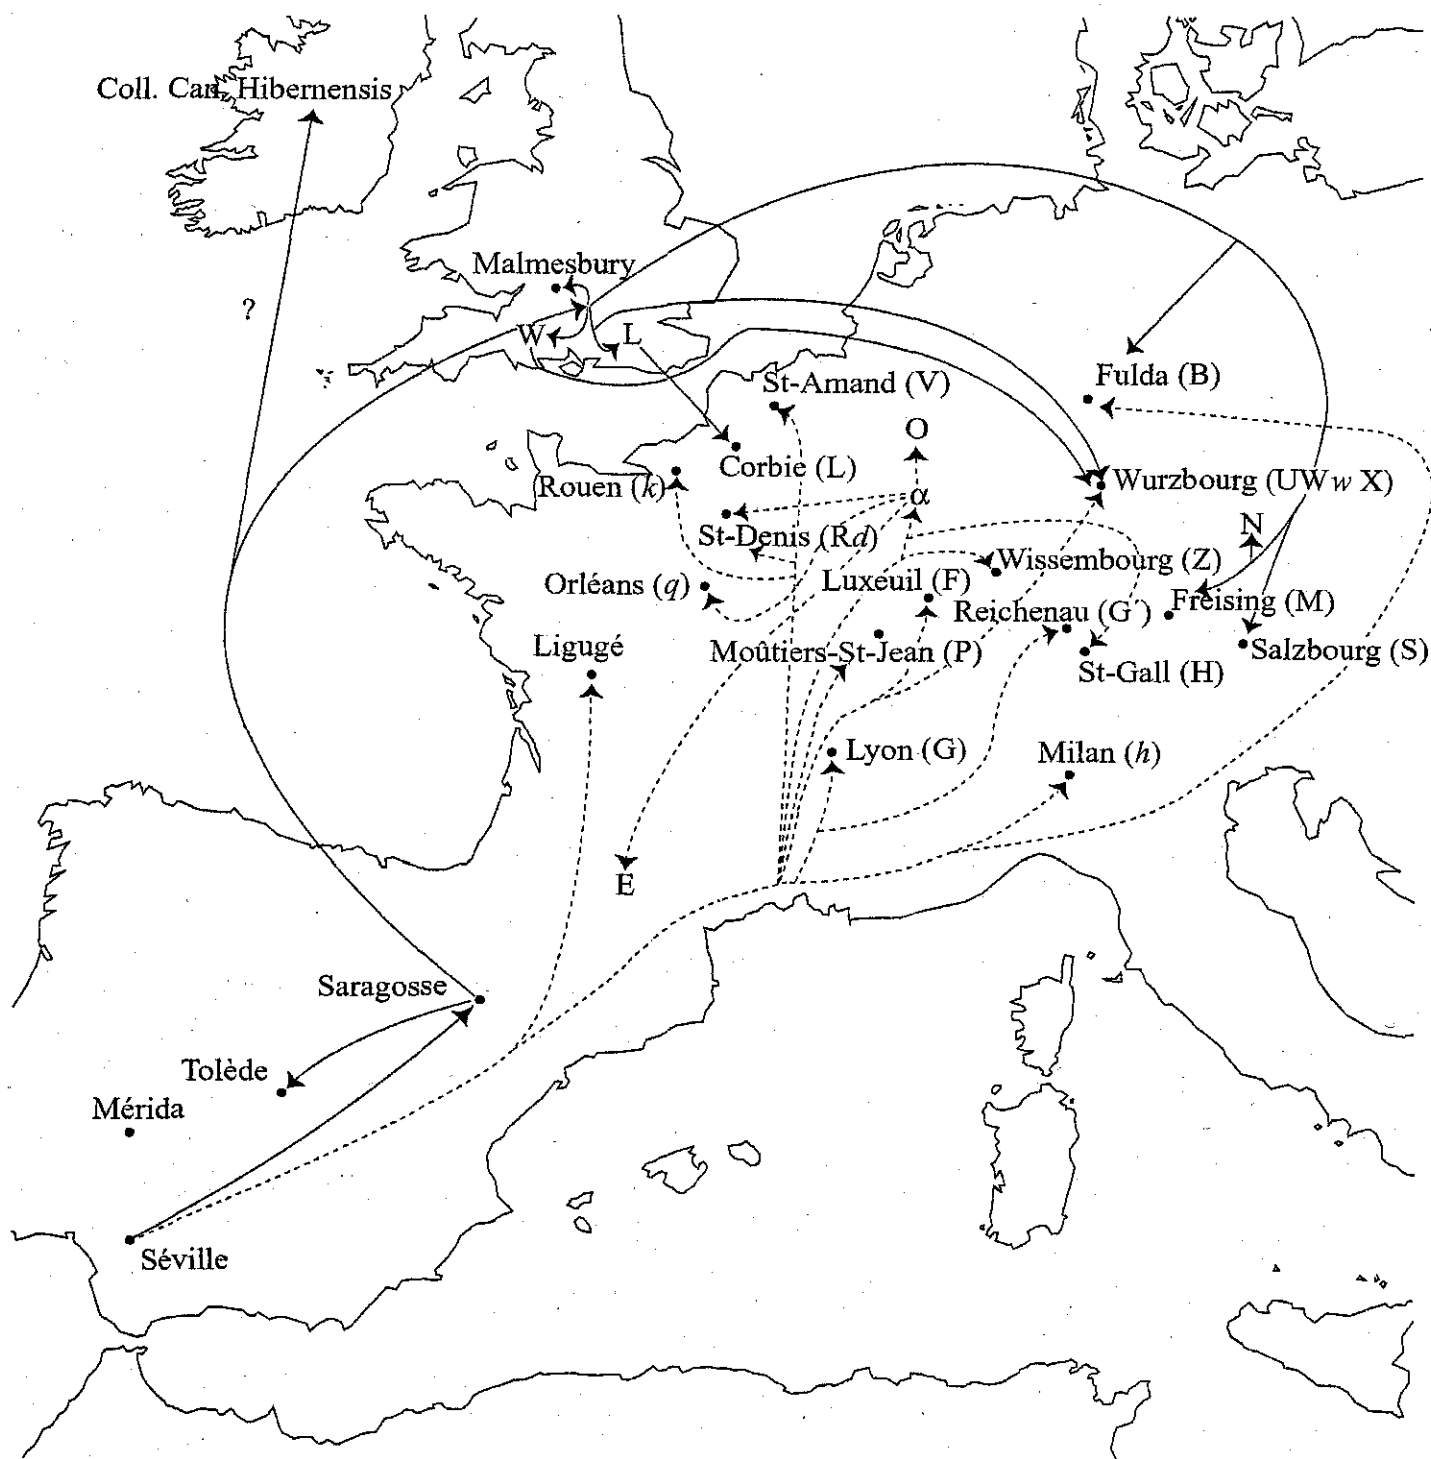 Coll. Can. Hibernensis
?
Malmesbury
W
L
St-Amand (V)
Fulda (B)
O
Corbie (L)
Rouen (k)
Wurzbourg (UWw X)
α
St-Denis (Rd)
N
Wissembourg (Z)
Orléans (q)
Luxeuil (F)
Reichenau (G´)
Freising (M)
Ligugé
Moûtiers-St-Jean (P)
Salzbourg (S)
St-Gall (H)
Lyon (G)
Milan (h)
E
Saragosse
Tolède
Mérida
Séville